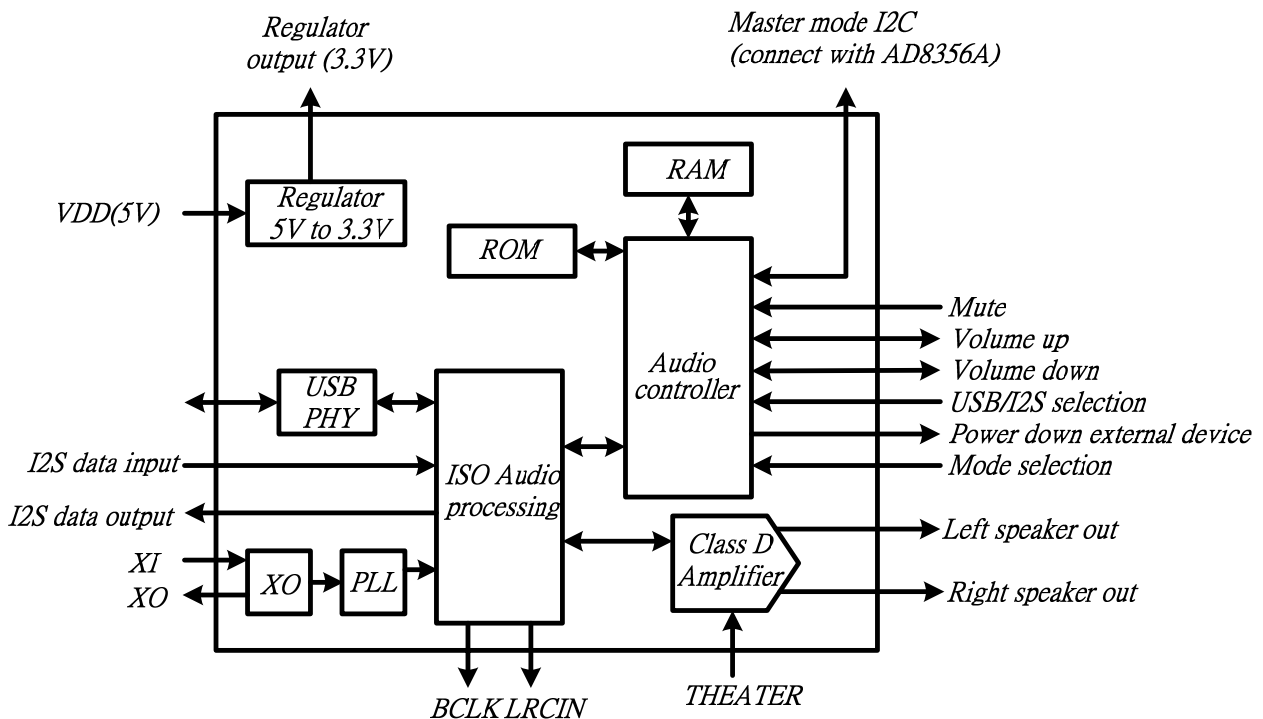 Regulator
output (3.3V)
Master mode I2C
(connect with AD8356A)
RAM
VDD(5V)
Regulator
5V to 3.3V
ROM
Mute
Volume up
Audio
controller
Volume down
USB
PHY
USB/I2S selection
Power down external device
I2S data input
ISO Audio
processing
Mode selection
I2S data output
Class D
Amplifier
Left speaker out
XI
XO
XO
PLL
Right speaker out
BCLK LRCIN
THEATER